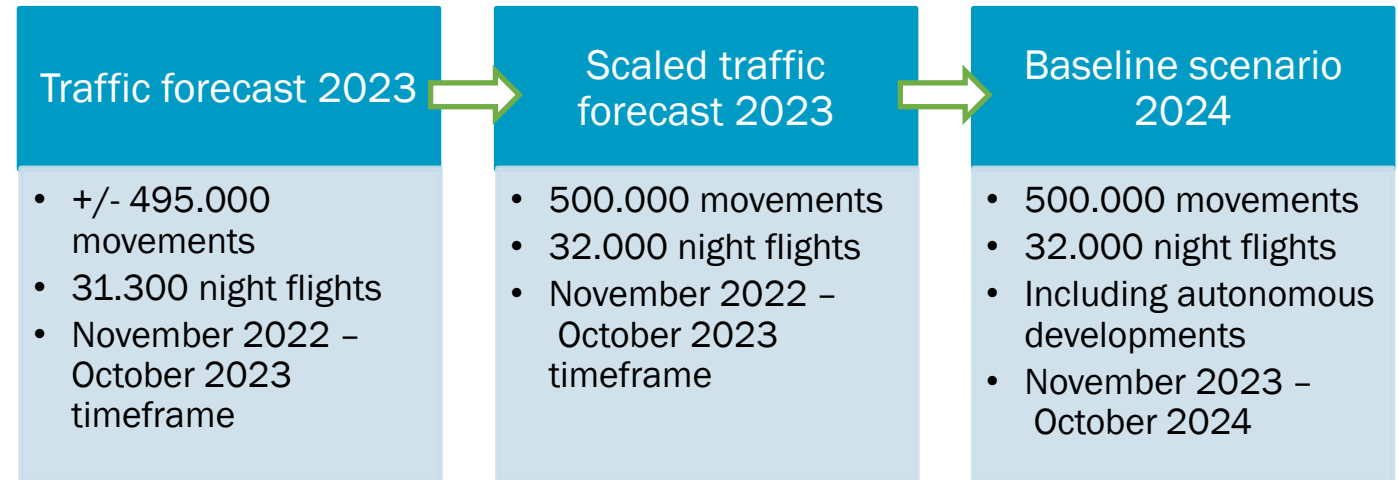 Traffic forecast 2023
• +/- 495.000
movements
• 31.300 night flights
• November 2022 –
October 2023
timeframe
Scaled traffic
forecast 2023
• 500.000 movements
• 32.000 night flights
• November 2022 –
October 2023
timeframe
Baseline scenario
2024
• 500.000 movements
• 32.000 night flights
• Including autonomous
developments
• November 2023 –
October 2024